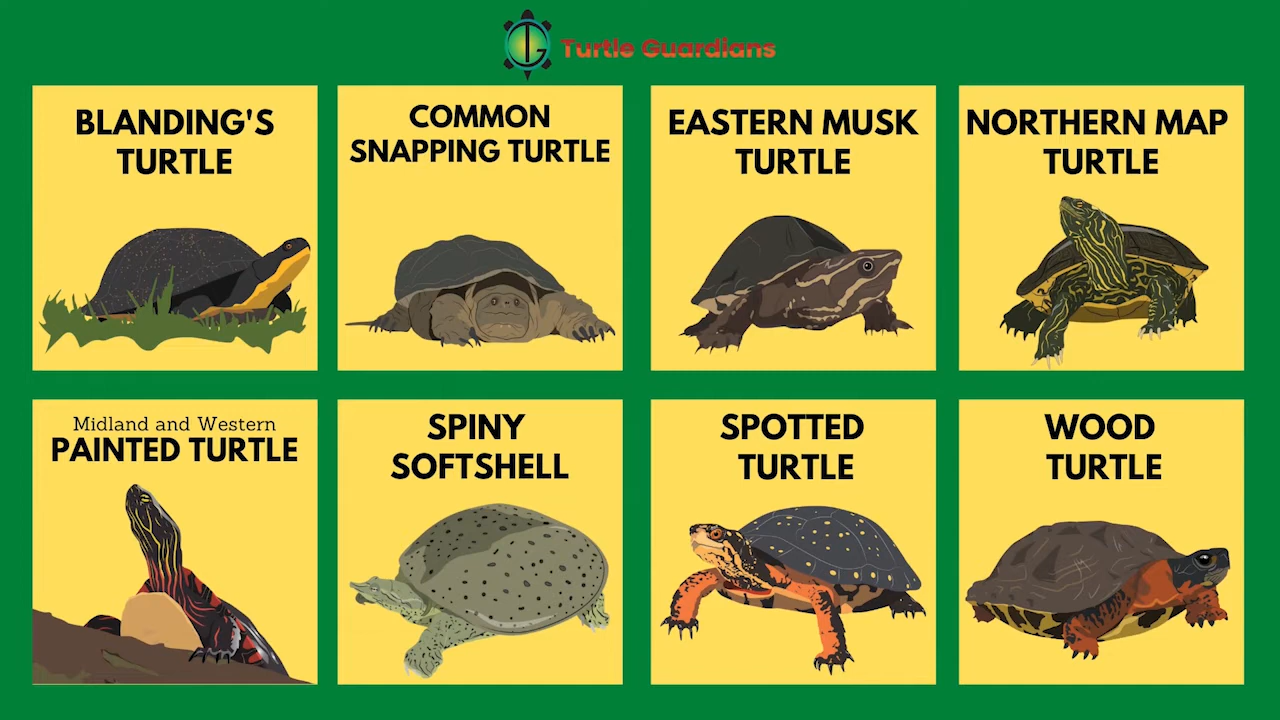 TG Turtle Guardians
BLANDING'S
TURTLE
COMMON
SNAPPING TURTLE
EASTERN MUSK
TURTLE
NORTHERN MAP
TURTLE
Midland and Western
PAINTED TURTLE
SPINY
SOFTSHELL
SPOTTED
TURTLE
WOOD
TURTLE